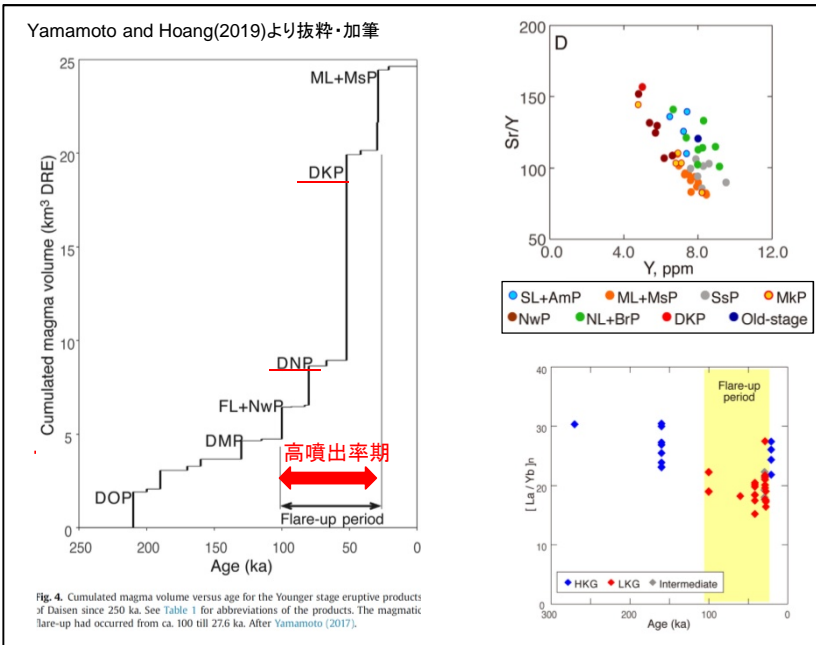 Yamamoto and Hoang(2019)より抜粋・加筆
25
20
15
10
5
0
Cumulated magma volume (km³ DRE)
ML+MsP
DKP
DNP
FL+NwP
DMP
DOP
高噴出率期
Flare-up period
250 200 150 100 50 0
Age (ka)
Fig. 4. Cumulated magma volume versus age for the Younger stage eruptive products
of Daisen since 250 ka. See Table 1 for abbreviations of the products. The magmatic
flare-up had occurred from ca. 100 till 27.6 ka. After Yamamoto (2017).
D
200
150
100
50
Sr/Y
0.0 4.0 8.0 12.0
Y, ppm
SL+AmP ML+MsP SsP MkP
NwP NL+BrP DKP Old-stage
40
30
20
10
0
[ La / Yb ]n
Flare-up
period
HKG LKG Intermediate
300 200 100 0
Age (ka)